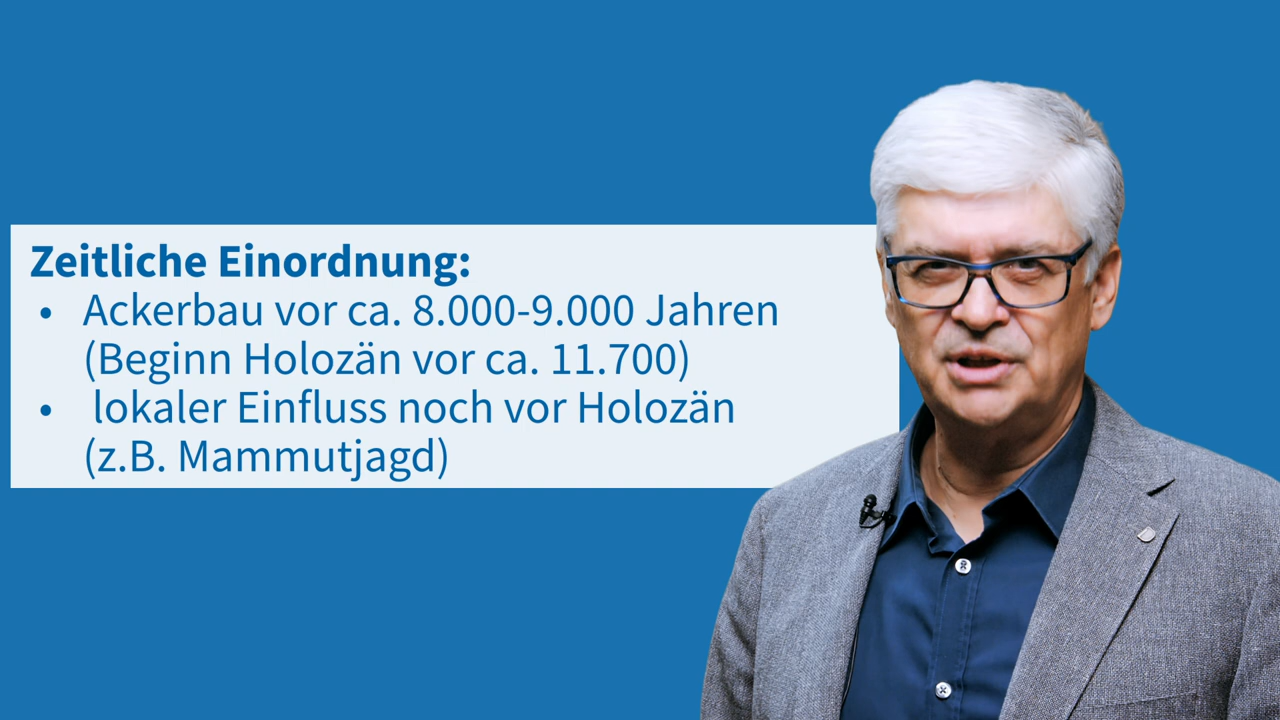 Zeitliche Einordnung:
• Ackerbau vor ca. 8.000-9.000 Jahren
(Beginn Holozän vor ca. 11.700)
• lokaler Einfluss noch vor Holozän
(z.B. Mammutjagd)